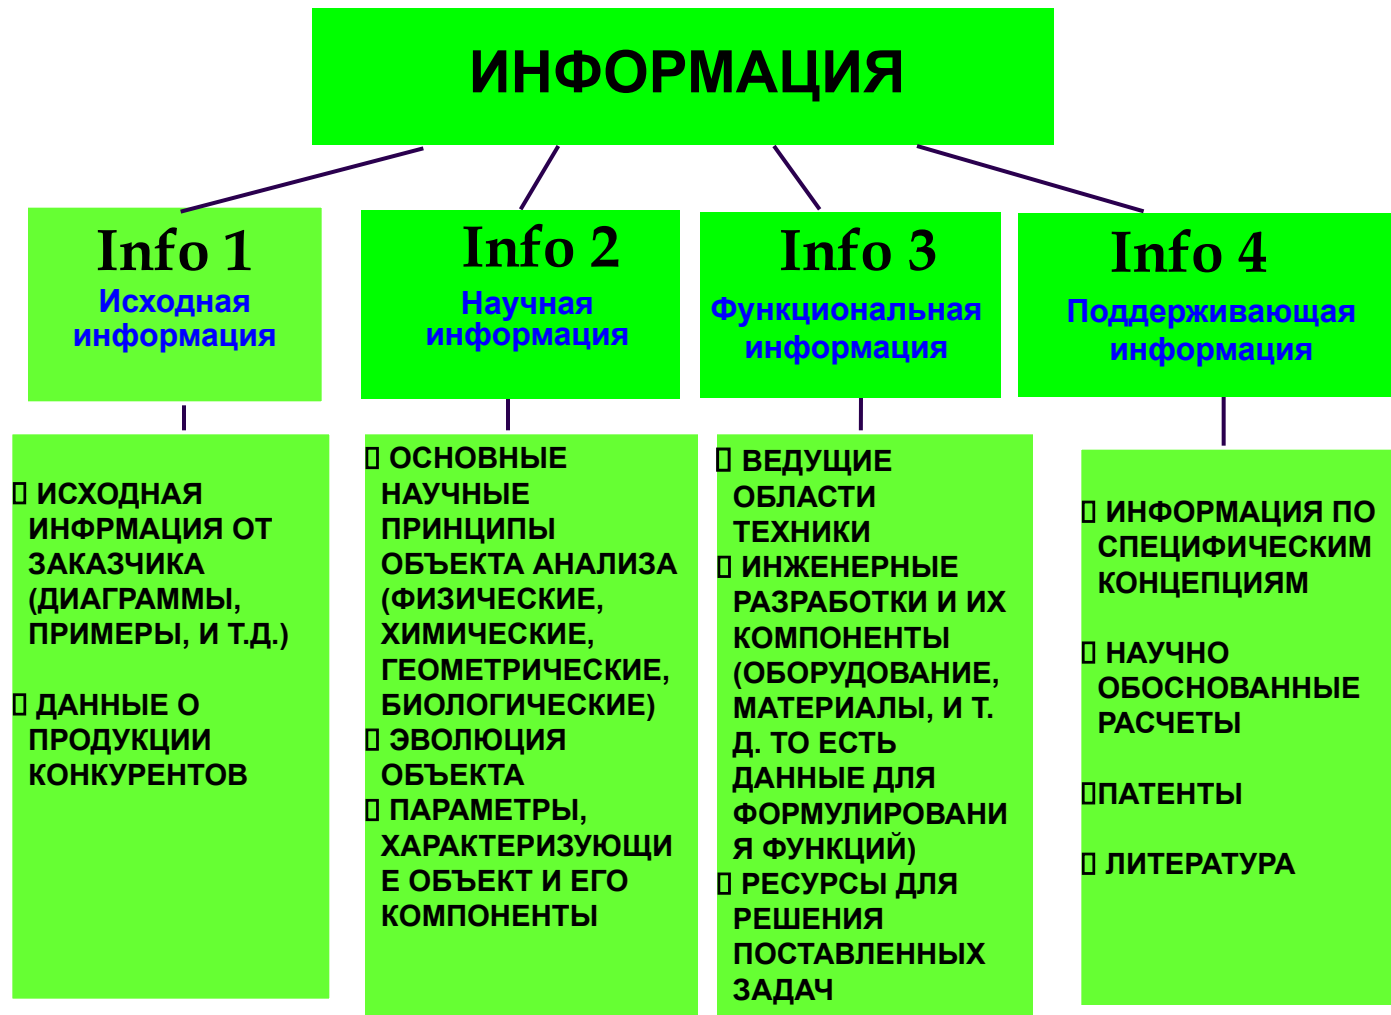 ИНФОРМАЦИЯ
Info 1
Исходная
информация
ИСХОДНАЯ
ИНФРМАЦИЯ ОТ
ЗАКАЗЧИКА
(ДИАГРАММЫ,
ПРИМЕРЫ, И Т.Д.)
ДАННЫЕ О
ПРОДУКЦИИ
КОНКУРЕНТОВ
Info 2
Научная
информация
ОСНОВНЫЕ
НАУЧНЫЕ
ПРИНЦИПЫ
ОБЪЕКТА АНАЛИЗА
(ФИЗИЧЕСКИЕ,
ХИМИЧЕСКИЕ,
ГЕОМЕТРИЧЕСКИЕ,
БИОЛОГИЧЕСКИЕ)
ЭВОЛЮЦИЯ
ОБЪЕКТА
ПАРАМЕТРЫ,
ХАРАКТЕРИЗУЮЩИ
Е ОБЪЕКТ И ЕГО
КОМПОНЕНТЫ
Info 3
Функциональная
информация
ВЕДУЩИЕ
ОБЛАСТИ
ТЕХНИКИ
ИНЖЕНЕРНЫЕ
РАЗРАБОТКИ И ИХ
КОМПОНЕНТЫ
(ОБОРУДОВАНИЕ,
МАТЕРИАЛЫ, И Т.
Д. ТО ЕСТЬ
ДАННЫЕ ДЛЯ
ФОРМУЛИРОВАНИ
Я ФУНКЦИЙ)
РЕСУРСЫ ДЛЯ
РЕШЕНИЯ
ПОСТАВЛЕННЫХ
ЗАДАЧ
Info 4
Поддерживающая
информация
ИНФОРМАЦИЯ ПО
СПЕЦИФИЧЕСКИМ
КОНЦЕПЦИЯМ
НАУЧНО
ОБОСНОВАННЫЕ
РАСЧЕТЫ
ПАТЕНТЫ
ЛИТЕРАТУРА